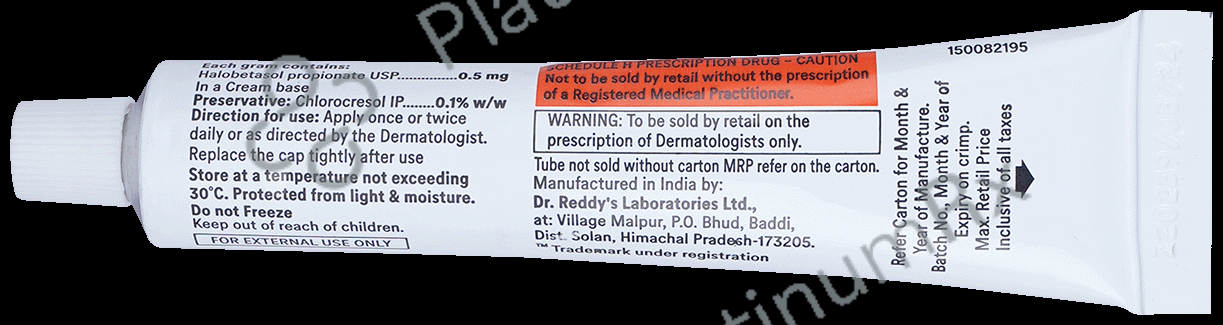 Each gram contains:
Halobetasol propionate USP..............0.5 mg
In a Cream base
Preservative: Chlorocresol IP........0.1% w/w
Direction for use: Apply once or twice
daily or as directed by the Dermatologist.
Replace the cap tightly after use
Store at a temperature not exceeding
30°C. Protected from light & moisture.
Do not Freeze
Keep out of reach of children.
FOR EXTERNAL USE ONLY
SCHEDULE H PRESCRIPTION DRUG - CAUTION
Not to be sold by retail without the prescription
of a Registered Medical Practitioner.
WARNING: To be sold by retail on the
prescription of Dermatologists only.
Tube not sold without carton MRP refer on the carton.
Manufactured in India by:
Dr. Reddy's Laboratories Ltd.,
at: Village Malpur, P.O. Bhud, Baddi,
Dist. Solan, Himachal Pradesh-173205.
™ Trademark under registration
150082195
Refer Carton for Month &
Year of Manufacture.
Batch No., Month & Year of
Expiry on crimp.
Max. Retail Price
Inclusive of all taxes